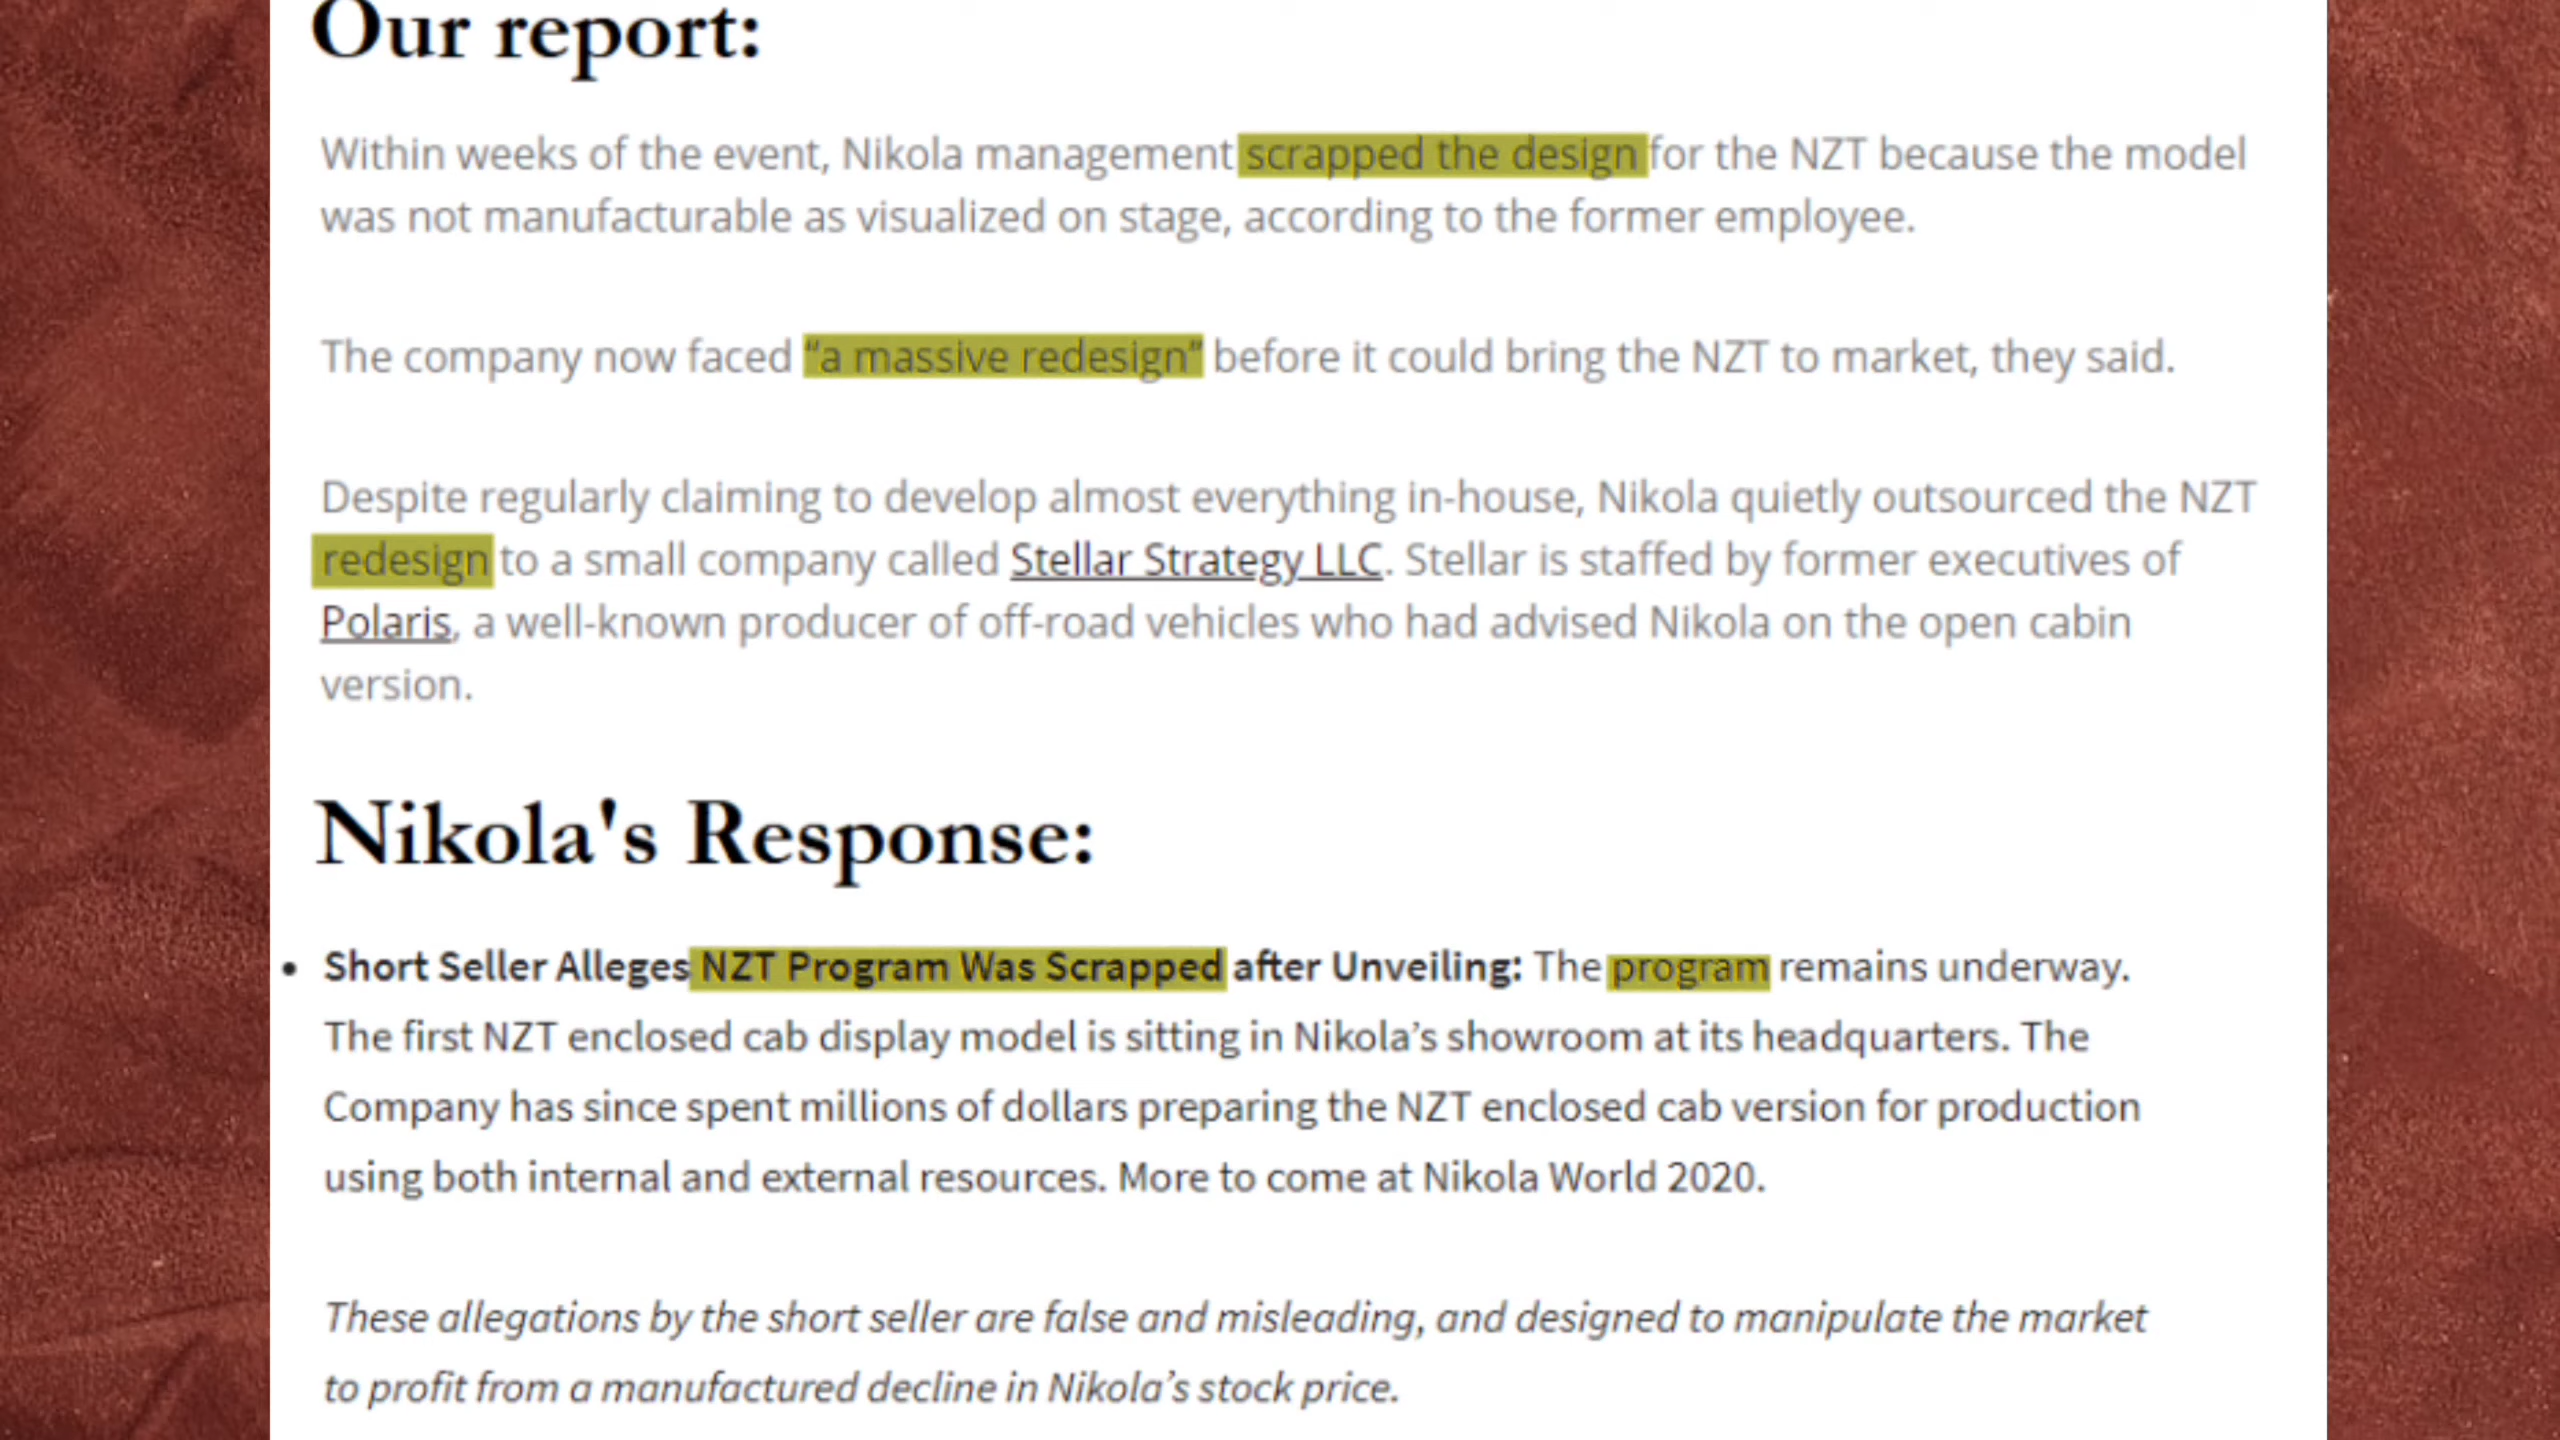 Our report:
Within weeks of the event, Nikola management scrapped the design for the NZT because the model
was not manufacturable as visualized on stage, according to the former employee.
The company now faced “a massive redesign” before it could bring the NZT to market, they said.
Despite regularly claiming to develop almost everything in-house, Nikola quietly outsourced the NZT
redesign to a small company called Stellar Strategy LLC. Stellar is staffed by former executives of
Polaris, a well-known producer of off-road vehicles who had advised Nikola on the open cabin
version.
Nikola's Response:
• Short Seller Alleges NZT Program Was Scrapped after Unveiling: The program remains underway.
The first NZT enclosed cab display model is sitting in Nikola’s showroom at its headquarters. The
Company has since spent millions of dollars preparing the NZT enclosed cab version for production
using both internal and external resources. More to come at Nikola World 2020.
These allegations by the short seller are false and misleading, and designed to manipulate the market
to profit from a manufactured decline in Nikola’s stock price.